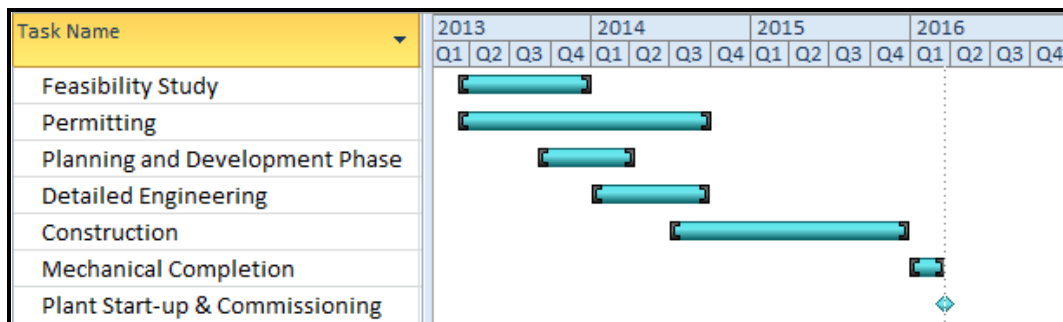 Task Name
2013 2014 2015 2016
Q1 Q2 Q3 Q4 Q1 Q2 Q3 Q4 Q1 Q2 Q3 Q4 Q1 Q2 Q3 Q4
Feasibility Study
Permitting
Planning and Development Phase
Detailed Engineering
Construction
Mechanical Completion
Plant Start-up & Commissioning